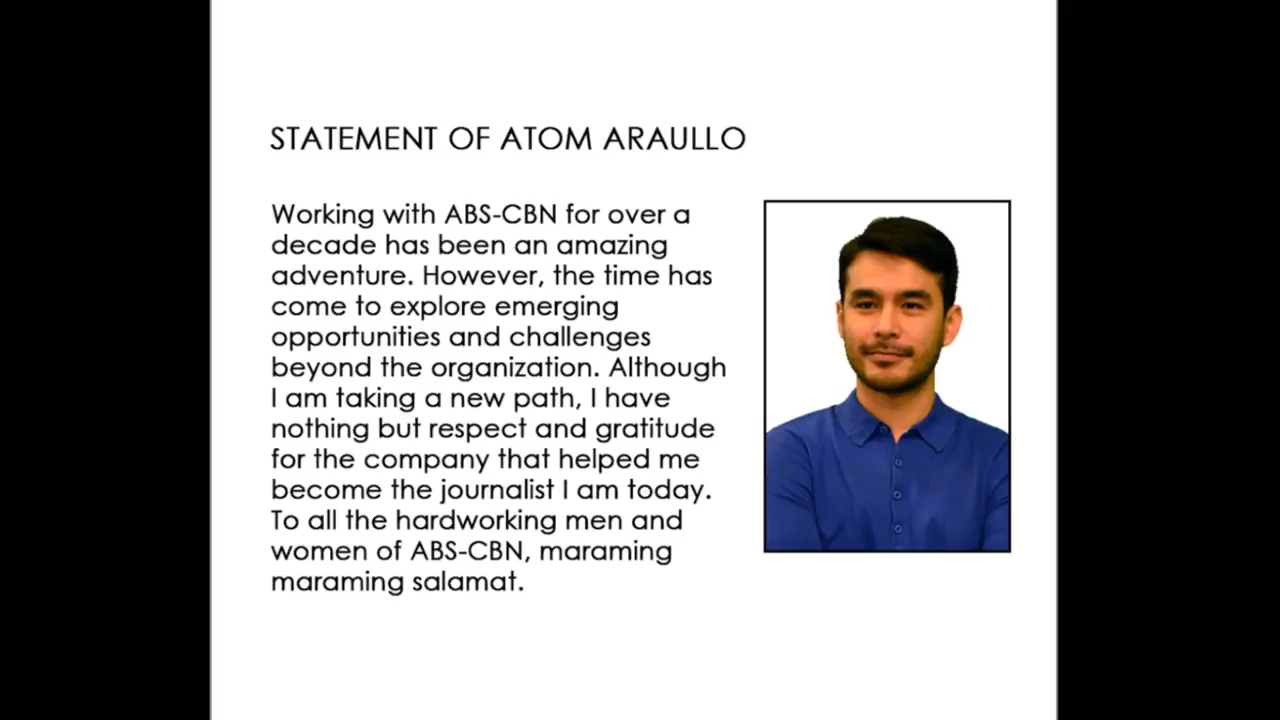 STATEMENT OF ATOM ARAULLO
Working with ABS-CBN for over a
decade has been an amazing
adventure. However, the time has
come to explore emerging
opportunities and challenges
beyond the organization. Although
I am taking a new path, I have
nothing but respect and gratitude
for the company that helped me
become the journalist I am today.
To all the hardworking men and
women of ABS-CBN, maraming
maraming salamat.